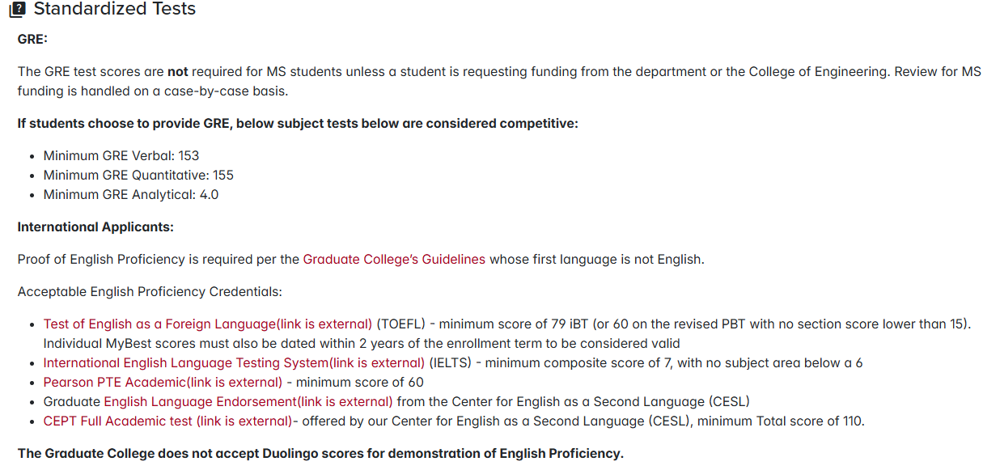 Standardized Tests
GRE:
The GRE test scores are not required for MS students unless a student is requesting funding from the department or the College of Engineering. Review for MS
funding is handled on a case-by-case basis.
If students choose to provide GRE, below subject tests below are considered competitive:
• Minimum GRE Verbal: 153
• Minimum GRE Quantitative: 155
• Minimum GRE Analytical: 4.0
International Applicants:
Proof of English Proficiency is required per the Graduate College's Guidelines whose first language is not English.
Acceptable English Proficiency Credentials:
• Test of English as a Foreign Language(link is external) (TOEFL) - minimum score of 79 iBT (or 60 on the revised PBT with no section score lower than 15).
Individual MyBest scores must also be dated within 2 years of the enrollment term to be considered valid
• International English Language Testing System(link is external) (IELTS) - minimum composite score of 7, with no subject area below a 6
• Pearson PTE Academic(link is external) - minimum score of 60
• Graduate English Language Endorsement(link is external) from the Center for English as a Second Language (CESL)
• CEPT Full Academic test (link is external)- offered by our Center for English as a Second Language (CESL), minimum Total score of 110.
The Graduate College does not accept Duolingo scores for demonstration of English Proficiency.